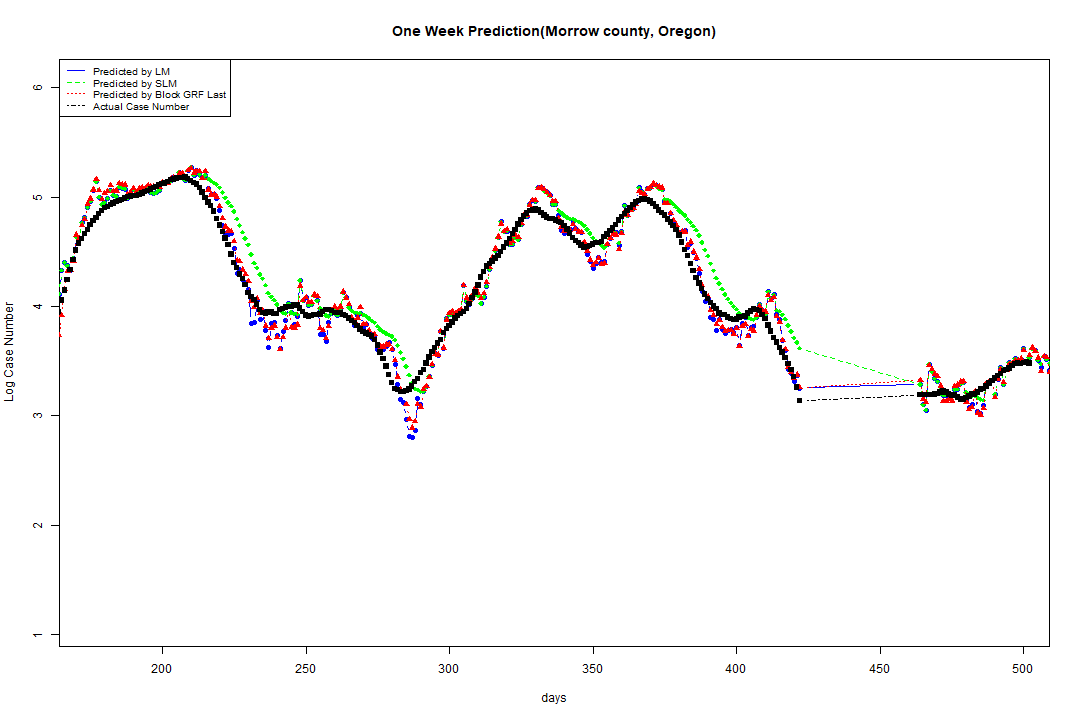 One Week Prediction(Morrow county, Oregon)
Predicted by LM
Predicted by SLM
Predicted by Block GRF Last
Actual Case Number
6
5
4
3
2
1
Log Case Number
200
250
300
350
400
450
500
days